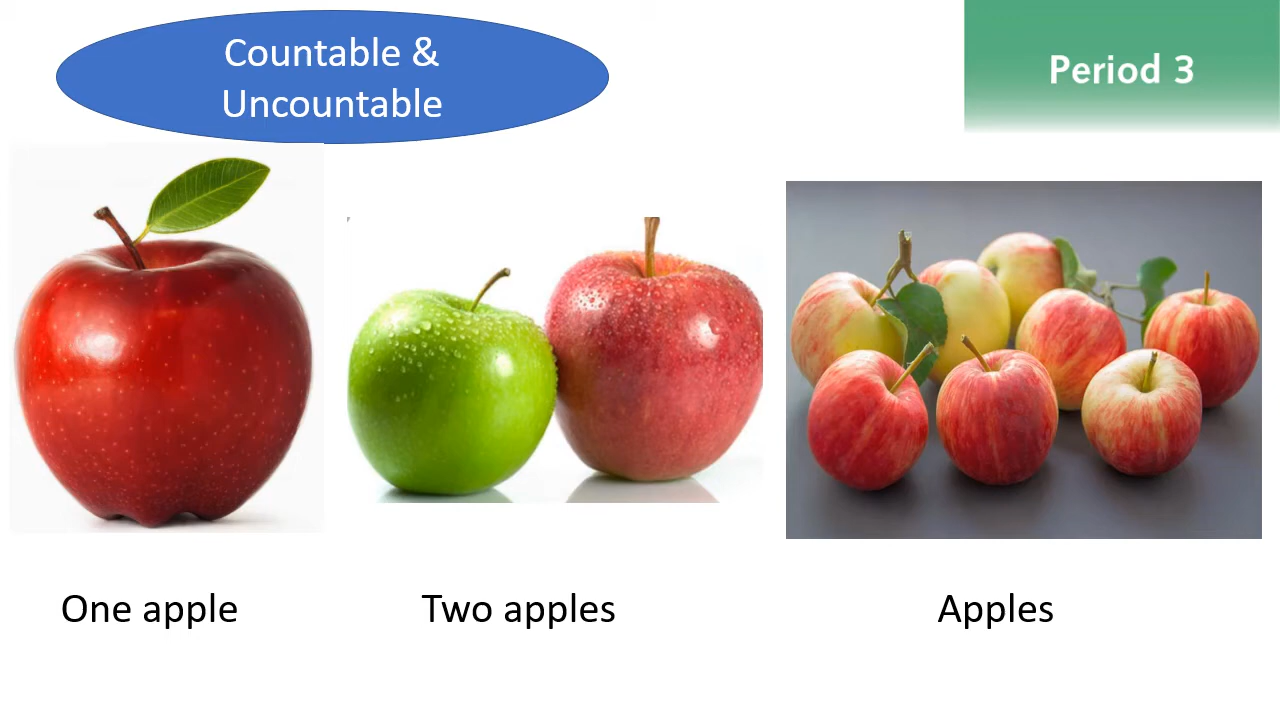 Countable &
Uncountable
Period 3
One apple
Two apples
Apples